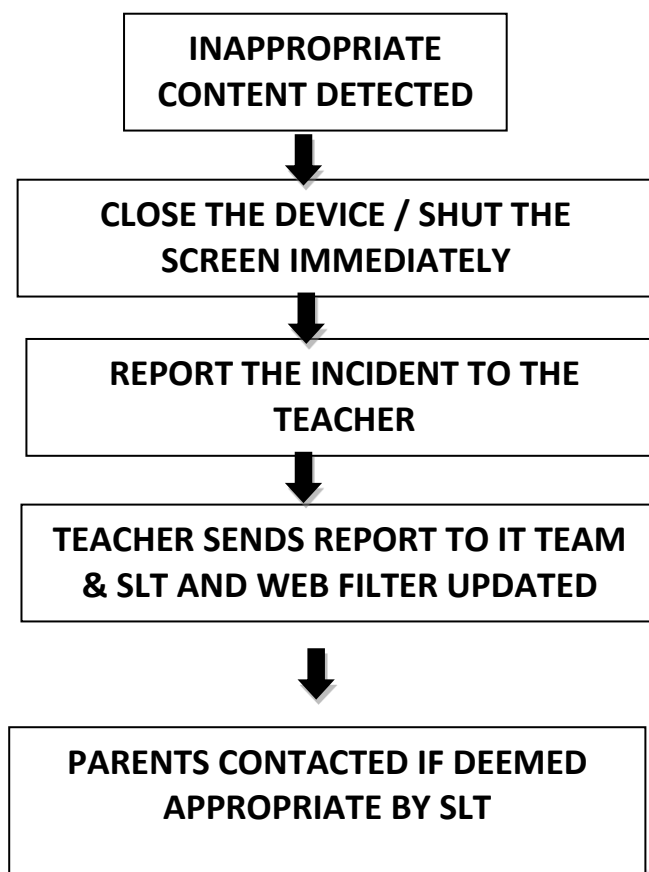 INAPPROPRIATE
CONTENT DETECTED
CLOSE THE DEVICE / SHUT THE
SCREEN IMMEDIATELY
REPORT THE INCIDENT TO THE
TEACHER
TEACHER SENDS REPORT TO IT TEAM
& SLT AND WEB FILTER UPDATED
PARENTS CONTACTED IF DEEMED
APPROPRIATE BY SLT